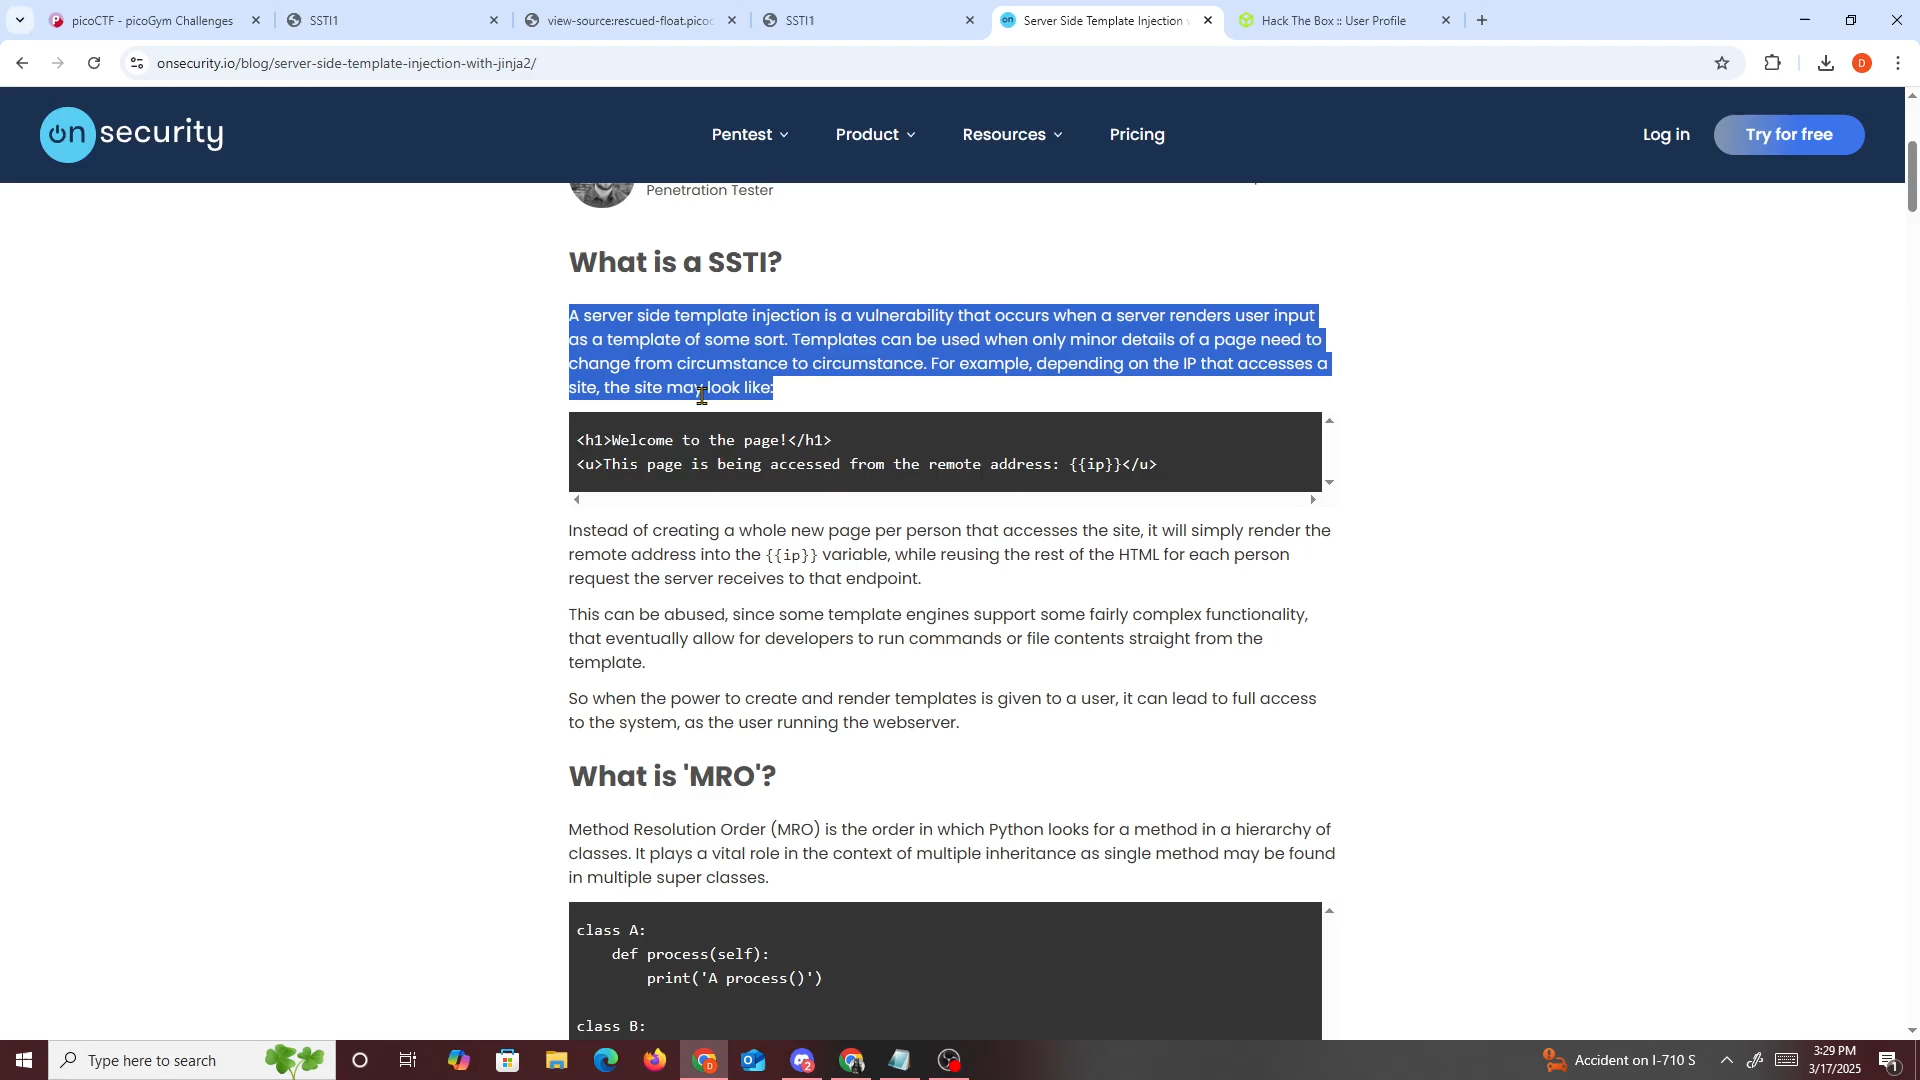 picoCTF - picoGym Challenges
SSTI1
view-source:rescued-float.picoc
SSTI1
Server Side Template Injection
Hack The Box :: User Profile
onsecurity.io/blog/server-side-template-injection-with-jinja2/
D
on security
Pentest
Product
Resources
Pricing
Log in
Try for free
Penetration Tester
What is a SSTI?
A server side template injection is a vulnerability that occurs when a server renders user input
as a template of some sort. Templates can be used when only minor details of a page need to
change from circumstance to circumstance. For example, depending on the IP that accesses a
site, the site may look like:
<h1>Welcome to the page!</h1>
<u>This page is being accessed from the remote address: {{ip}}</u>
Instead of creating a whole new page per person that accesses the site, it will simply render the
remote address into the {{ip}} variable, while reusing the rest of the HTML for each person
request the server receives to that endpoint.
This can be abused, since some template engines support some fairly complex functionality,
that eventually allow for developers to run commands or file contents straight from the
template.
So when the power to create and render templates is given to a user, it can lead to full access
to the system, as the user running the webserver.
What is 'MRO'?
Method Resolution Order (MRO) is the order in which Python looks for a method in a hierarchy of
classes. It plays a vital role in the context of multiple inheritance as single method may be found
in multiple super classes.
class A:
    def process(self):
        print('A process()')
class B:
Type here to search
Accident on I-710 S
3:29 PM
3/17/2025